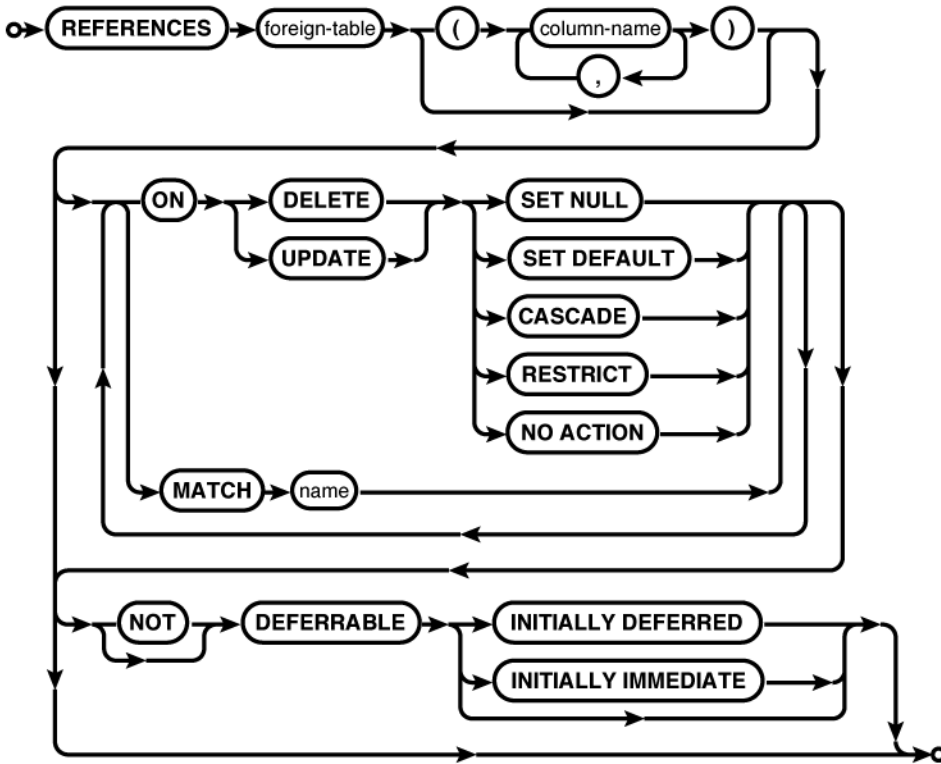 REFERENCES foreign-table ( column-name )
,
ON DELETE SET NULL
UPDATE SET DEFAULT
CASCADE
RESTRICT
NO ACTION
MATCH name
NOT DEFERRABLE INITIALLY DEFERRED
INITIALLY IMMEDIATE